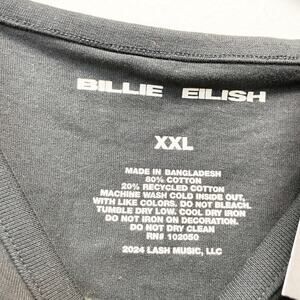 BILLIE EILISH
XXL
MADE IN BANGLADESH
80% COTTON
20% RECYCLED COTTON
MACHINE WASH COLD INSIDE OUT,
WITH LIKE COLORS. DO NOT BLEACH.
TUMBLE DRY LOW. COOL DRY IRON
DO NOT IRON ON DECORATION.
DO NOT DRY CLEAN
RN# 102050
2024 LASH MUSIC, LLC